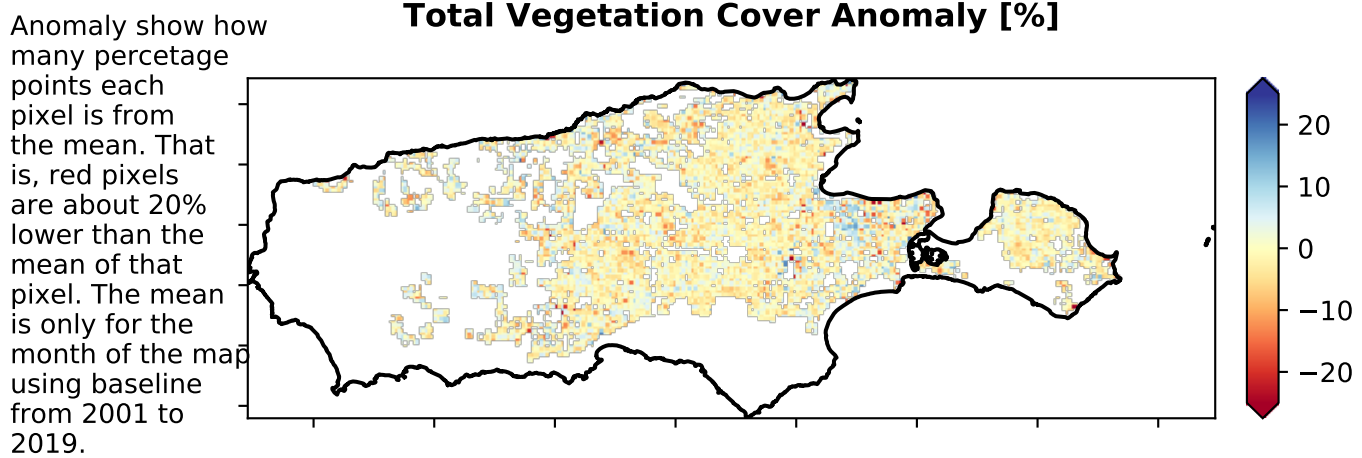 Total Vegetation Cover Anomaly [%]
Anomaly show how
many percetage
points each
pixel is from
the mean. That
is, red pixels
are about 20%
lower than the
mean of that
pixel. The mean
is only for the
month of the map
using baseline
from 2001 to
2019.
20
10
0
−10
−20